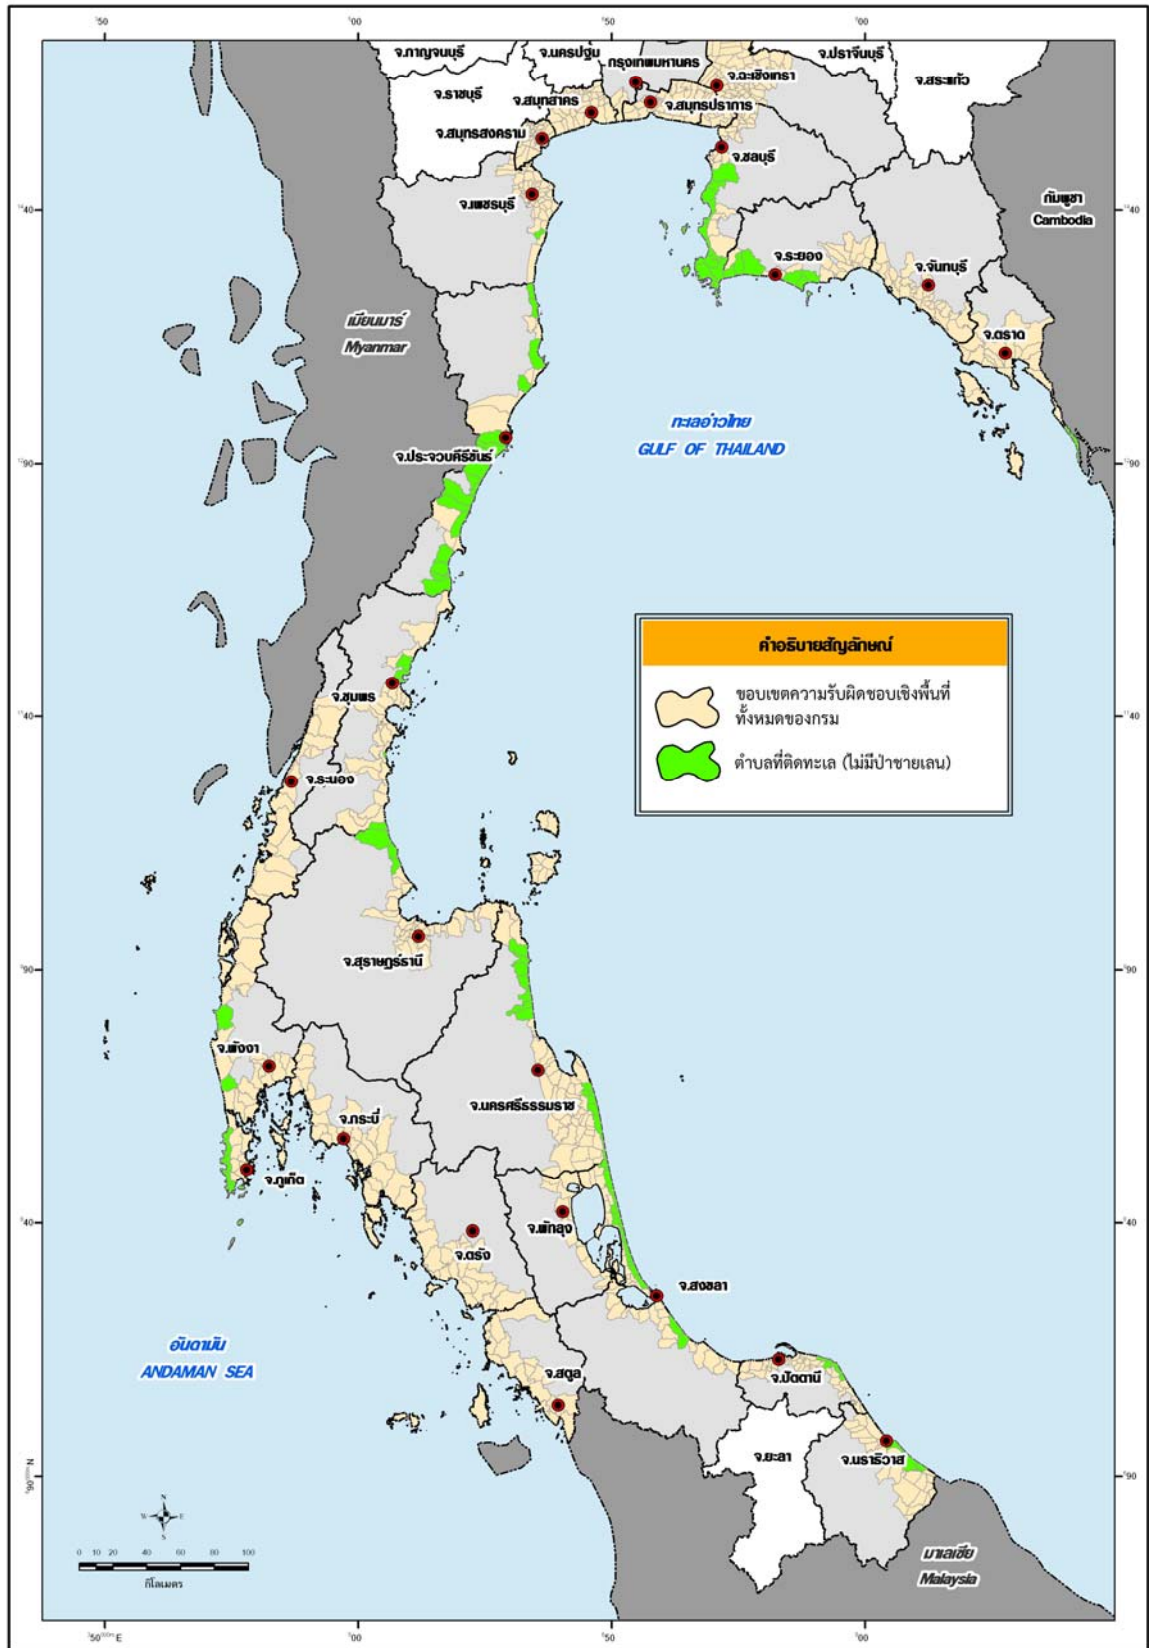 จ.กาญจนบุรี
จ.นครปฐม
กรุงเทพมหานคร
จ.ฉะเชิงเทรา
จ.ปราจีนบุรี
จ.สระแก้ว
จ.ราชบุรี
จ.สมุทสาคร
จ.สมุทรปราการ
จ.สมุทรสงคราม
จ.ชลบุรี
จ.เพชรบุรี
กัมพูชา
Cambodia
จ.ระยอง
จ.จันทบุรี
เมียนมาร์
Myanmar
จ.ตราด
ทะเลอ่าวไทย
GULF OF THAILAND
จ.ประจวบคีรีขันธ์
คำอธิบายสัญลักษณ์
ขอบเขตความรับผิดชอบเชิงพื้นที่
ทั้งหมดของกรม
ตำบลที่ติดทะเล (ไม่มีป่าชายเลน)
จ.ชุมพร
จ.ระนอง
จ.สุราษฎร์ธานี
จ.พังงา
จ.นครศรีธรรมราช
จ.กระบี่
จ.ภูเก็ต
จ.พัทลุง
จ.ตรัง
จ.สงขลา
อันดามัน
ANDAMAN SEA
จ.สตูล
จ.ปัตตานี
จ.ยะลา
จ.นราธิวาส
มาเลเซีย
Malaysia
N
W E
S
0 10 20 40 60 80 100
กิโลเมตร